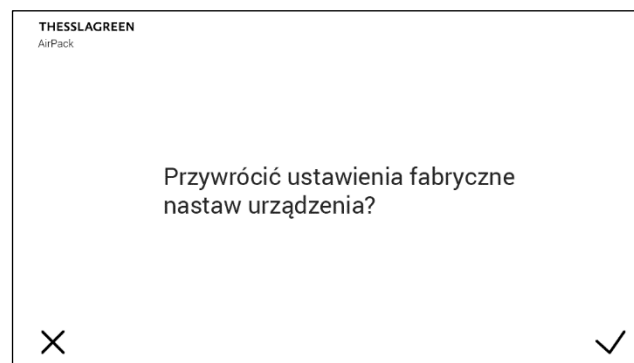 THESSLAGREEN
AirPack
Przywrócić ustawienia fabryczne
nastaw urządzenia?